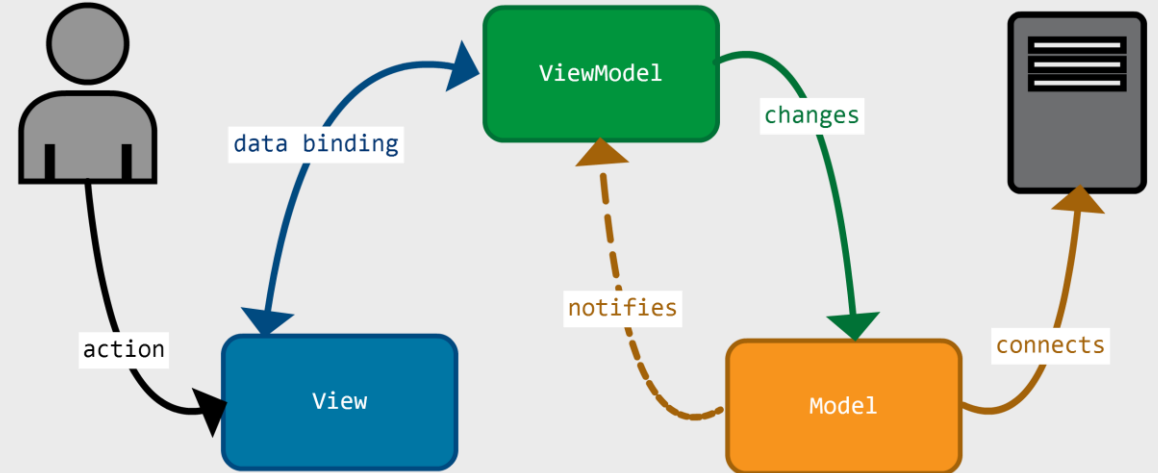 ViewModel
data binding
changes
notifies
action
connects
View
Model